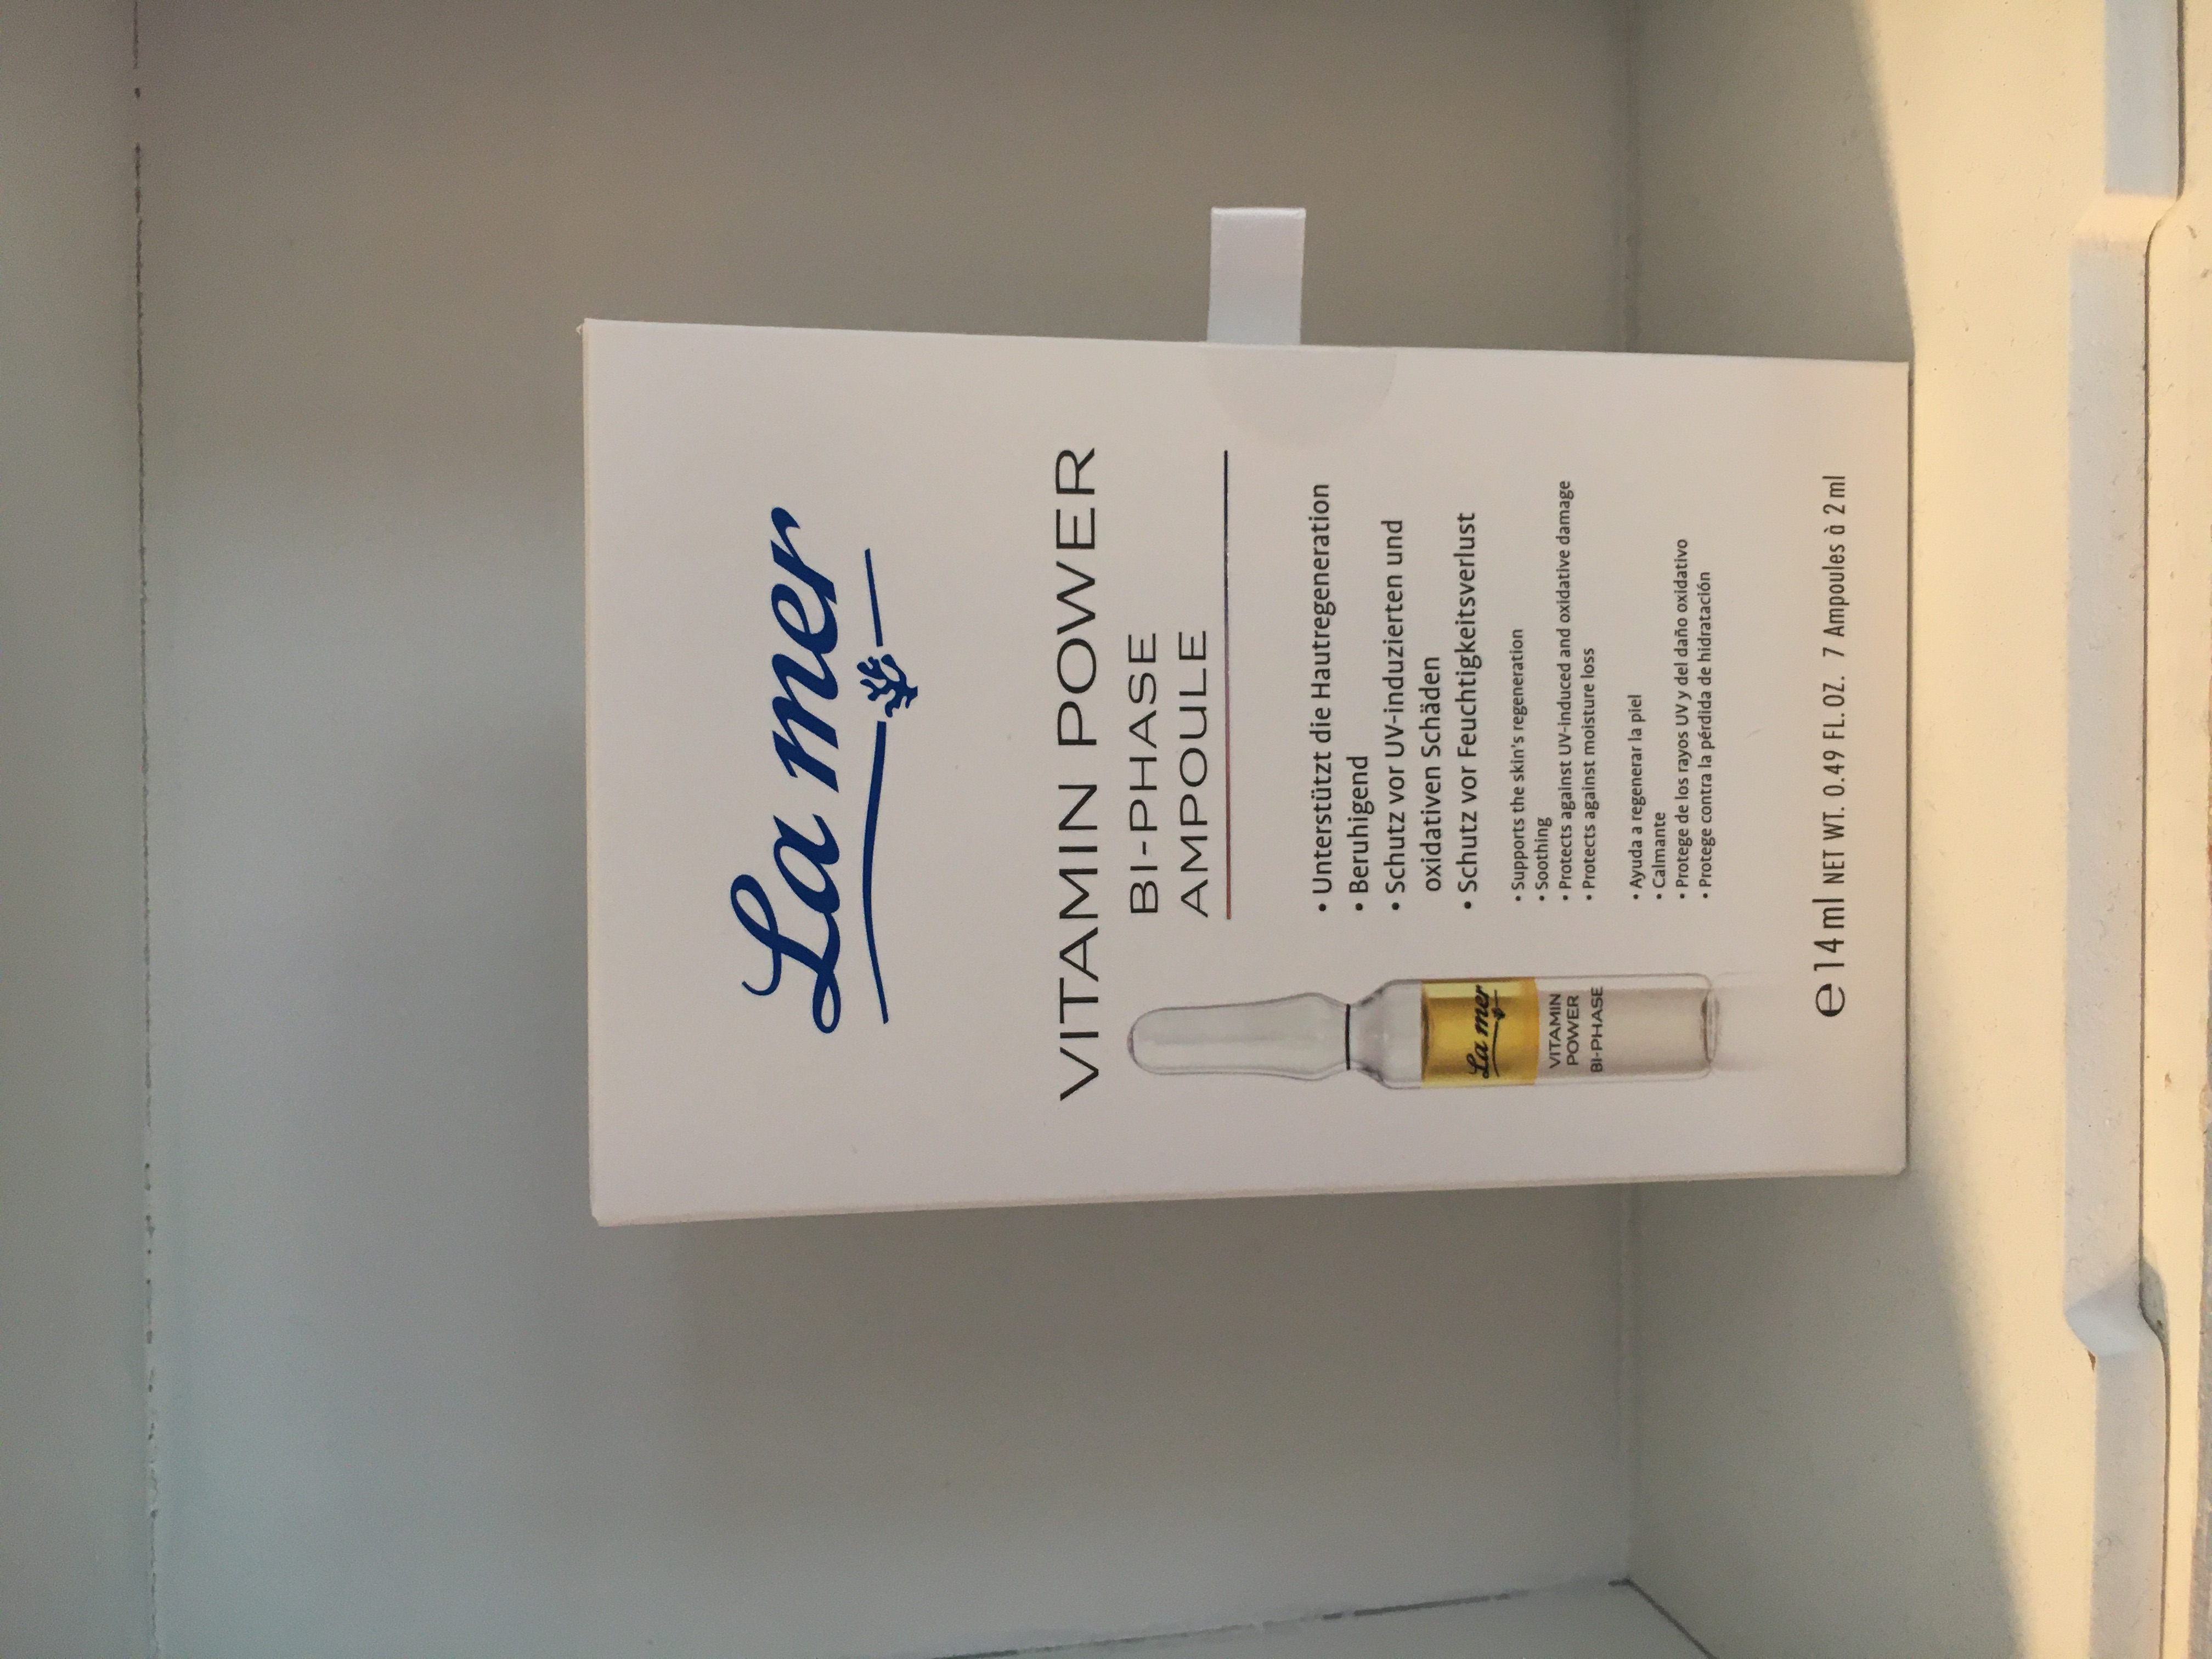 La mer
VITAMIN POWER
BI-PHASE
AMPOULE
• Unterstützt die Hautregeneration
• Beruhigend
• Schutz vor UV-induzierten und
oxidativen Schäden
• Schutz vor Feuchtigkeitsverlust
• Supports the skin's regeneration
• Soothing
• Protects against UV-induced and oxidative damage
• Protects against moisture loss
• Ayuda a regenerar la piel
• Calmante
• Protege de los rayos UV y del daño oxidativo
• Protege contra la pérdida de hidratación
La mer
VITAMIN
POWER
BI-PHASE
℮ 14 ml NET WT. 0.49 FL. OZ. 7 Ampoules à 2 ml